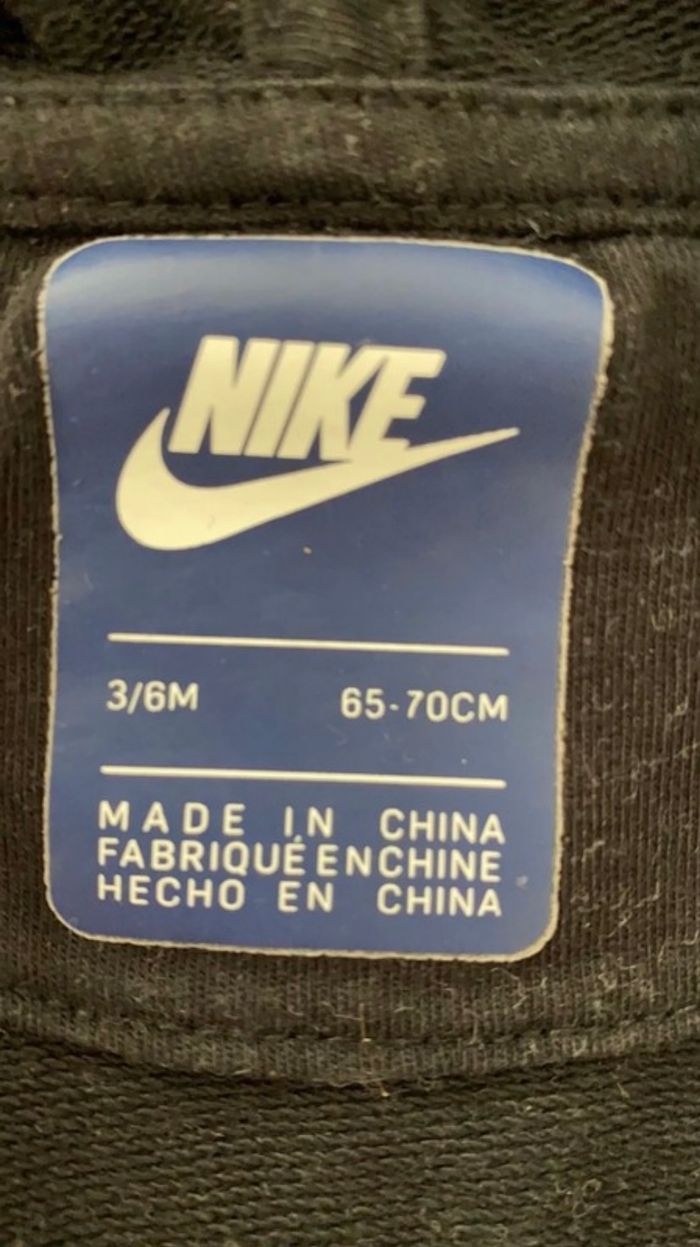 NIKE
3/6M 65-70CM
MADE IN CHINA
FABRIQUÉ EN CHINE
HECHO EN CHINA